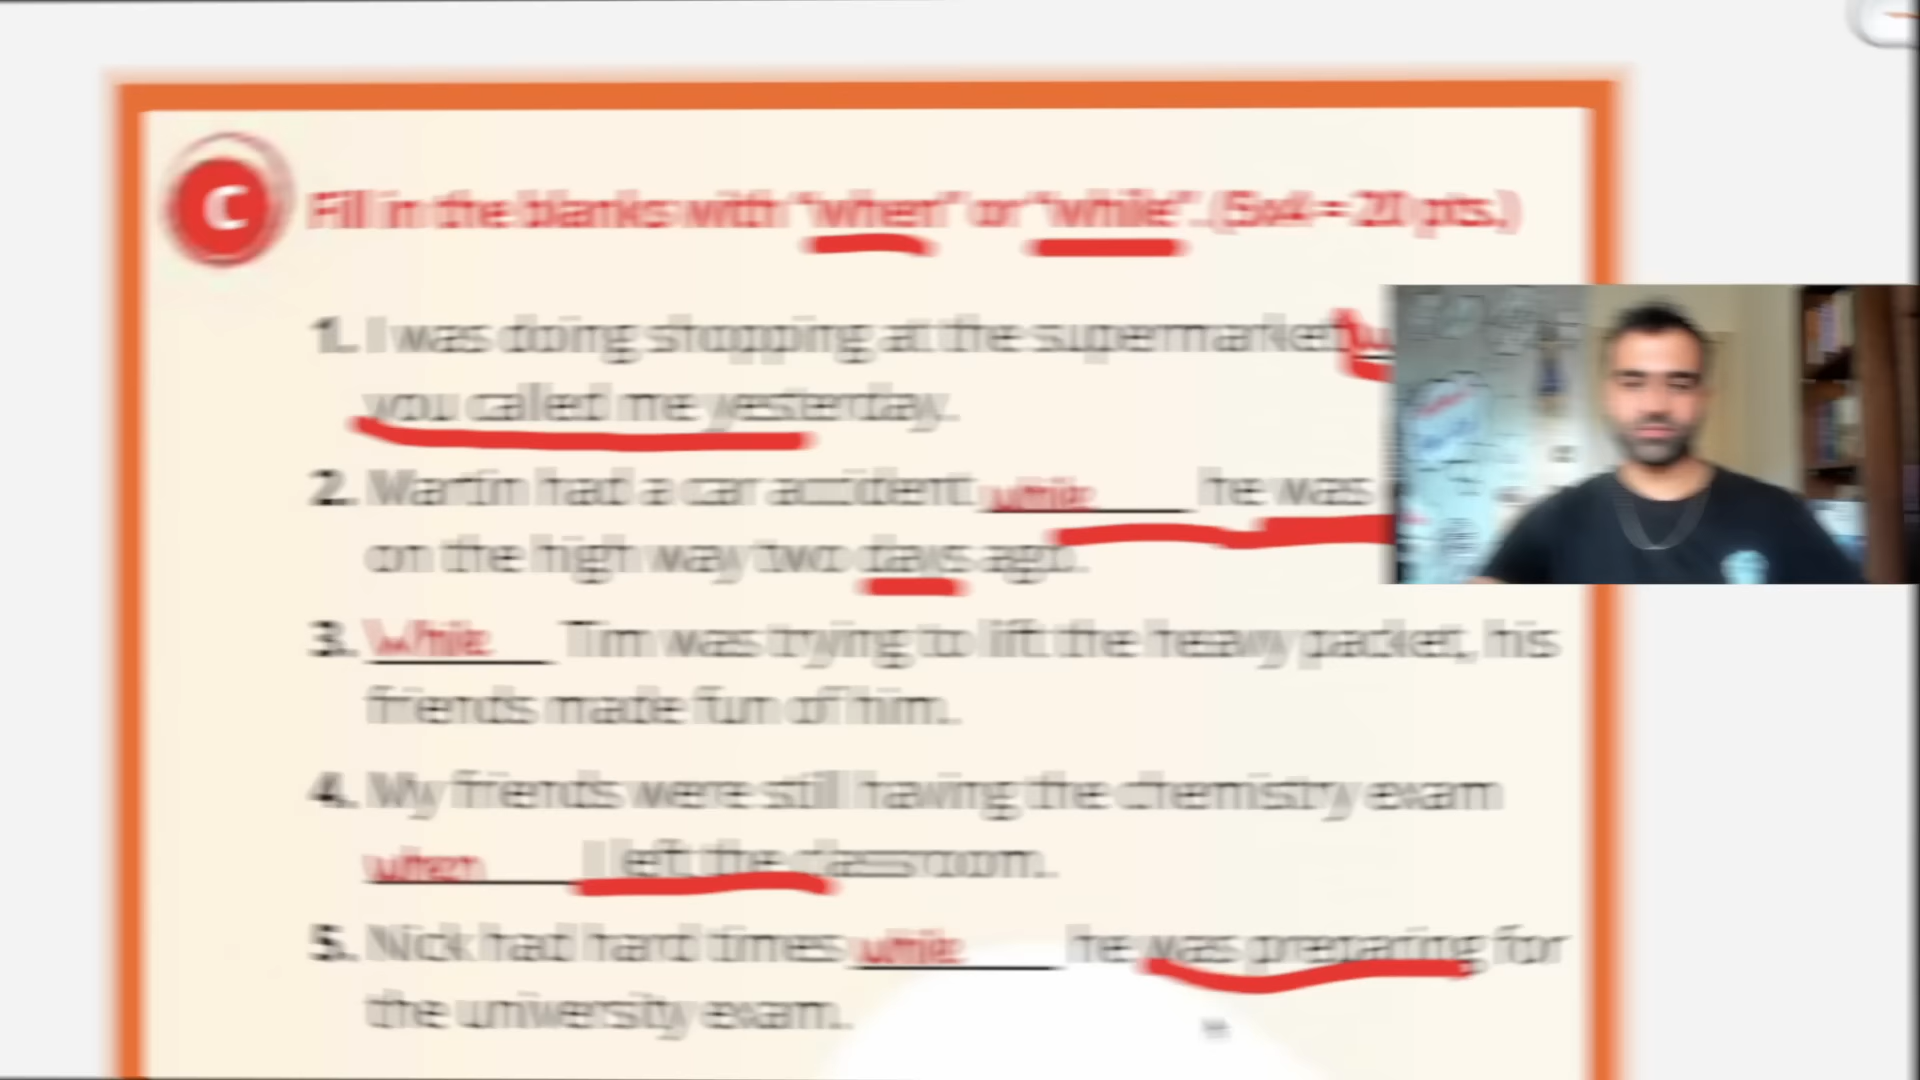 C
Fill in the blanks with "when" or "while". (5x4 = 20 pts.)
1. I was doing shopping at the supermarket
you called me yesterday.
2. Martin had a car accident while he was
on the high way two days ago.
3. While Tim was trying to lift the heavy packet, his
friends made fun of him.
4. My friends were still having the chemistry exam
when I left the classroom.
5. Nick had hard times while he was preparing for
the university exam.